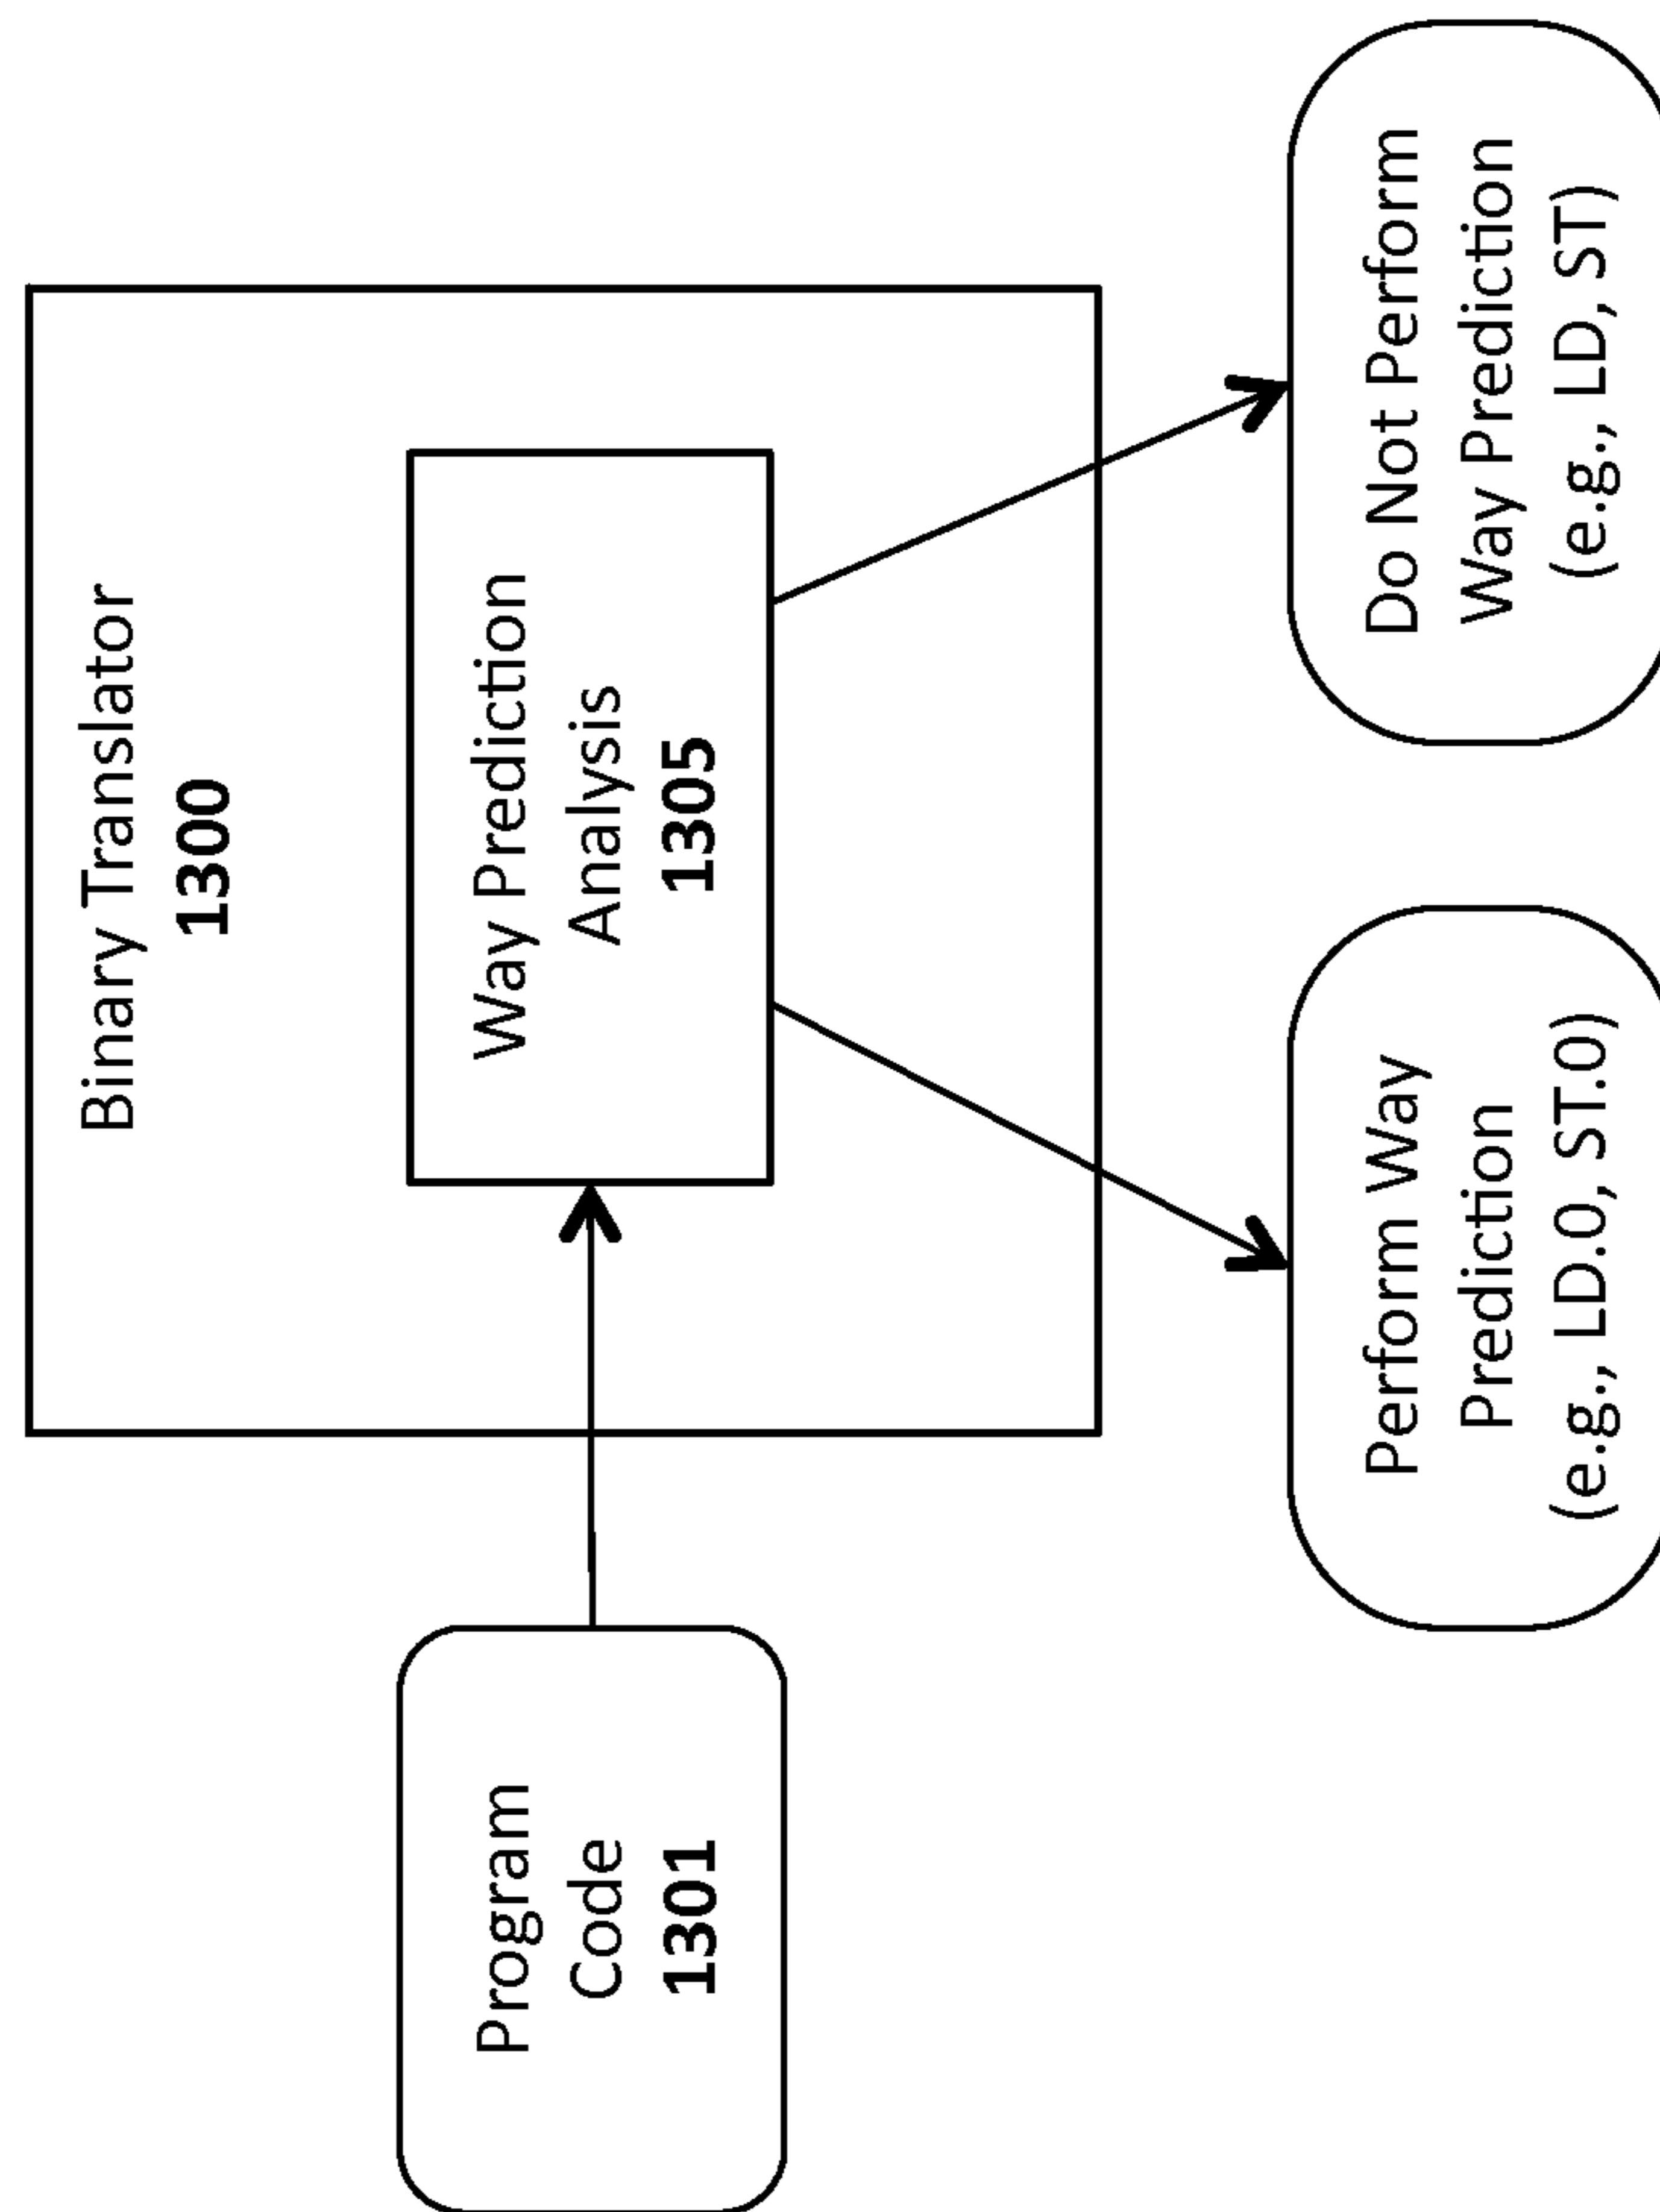 Binary Translator
1300
Program
Code
1301
Way Prediction
Analysis
1305
Perform Way
Prediction
(e.g., LD.0, ST.0)
Do Not Perform
Way Prediction
(e.g., LD, ST)